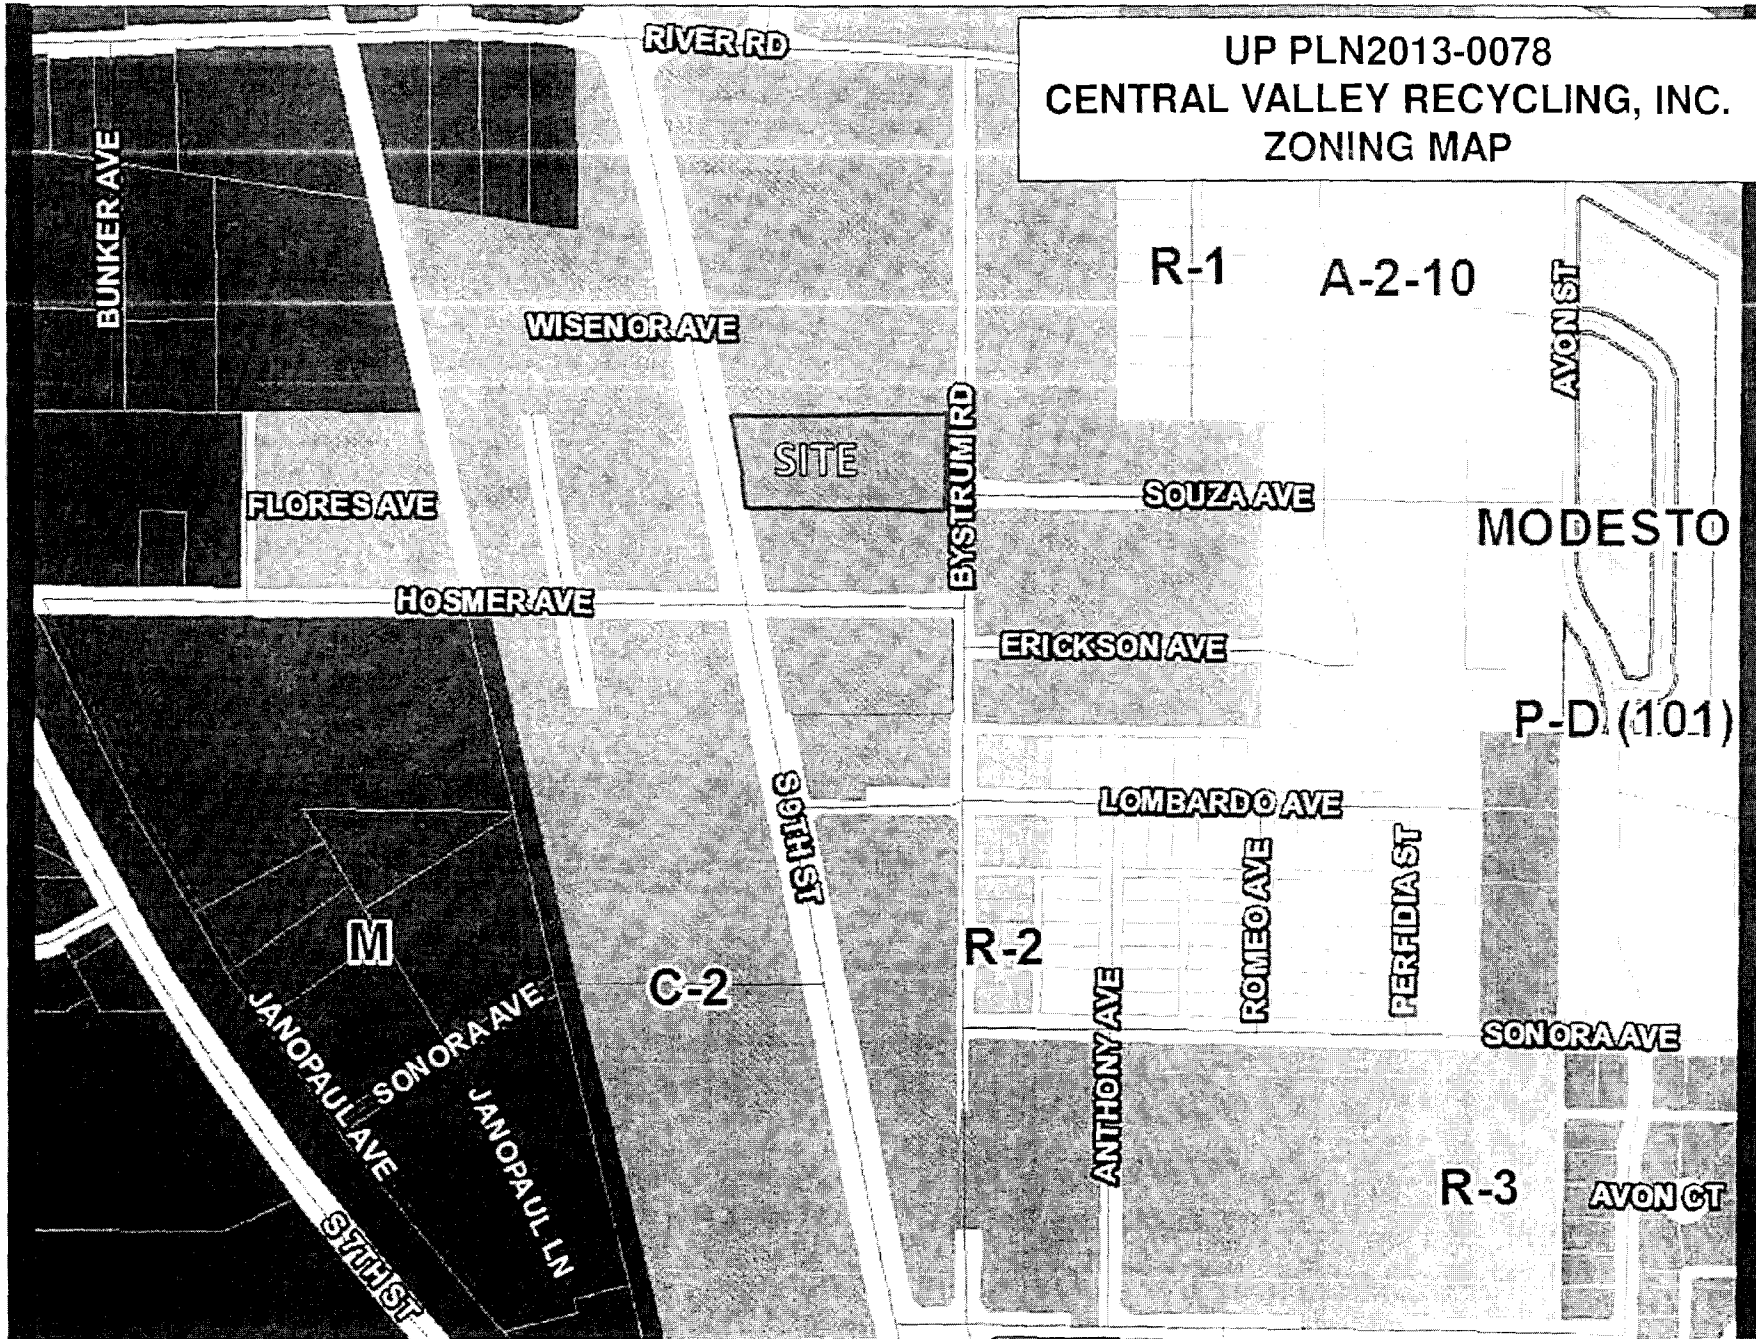 RIVER RD
UP PLN2013-0078
CENTRAL VALLEY RECYCLING, INC.
ZONING MAP
BUNKER AVE
R-1
A-2-10
AVON ST
WISENOR AVE
BYSTRUM RD
SITE
FLORES AVE
SOUZA AVE
MODESTO
HOSMER AVE
ERICKSON AVE
P-D (101)
S 9TH ST
LOMBARDO AVE
ROMEO AVE
PERFIDIA ST
M
R-2
C-2
ANTHONY AVE
SONORA AVE
SONORA AVE
JANOPAUL AVE
JANOPAUL LN
R-3
AVON CT
S 7TH ST